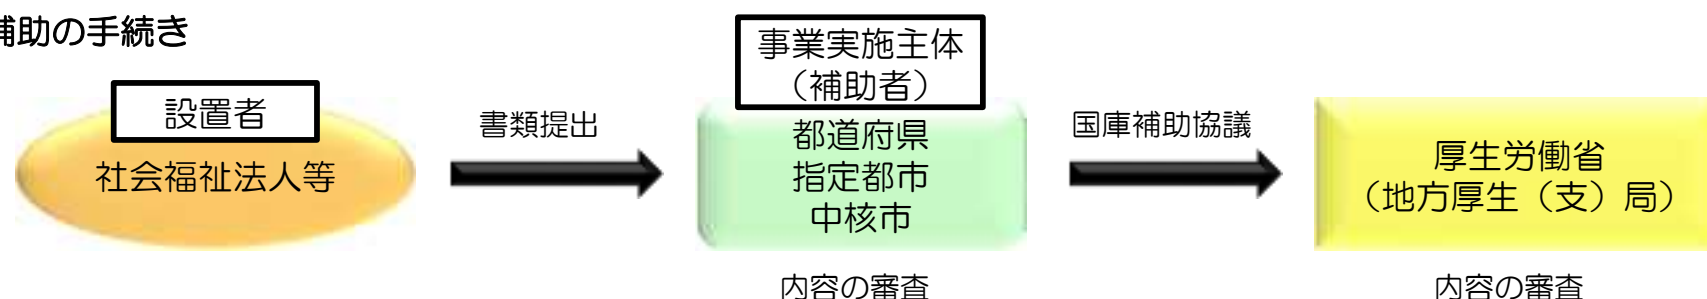 補助の手続き
設置者
社会福祉法人等
書類提出
事業実施主体
（補助者）
都道府県
指定都市
中核市
内容の審査
国庫補助協議
厚生労働省
（地方厚生（支）局）
内容の審査